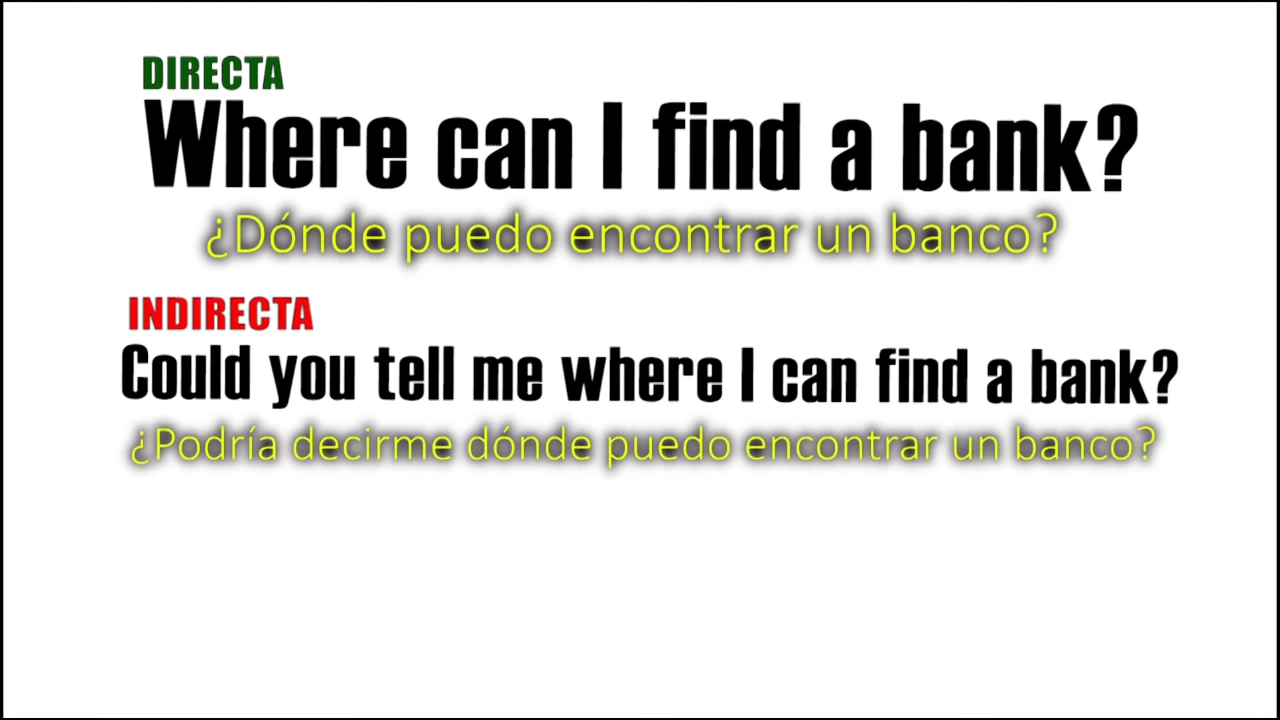 DIRECTA
Where can I find a bank?
¿Dónde puedo encontrar un banco?
INDIRECTA
Could you tell me where I can find a bank?
¿Podría decirme dónde puedo encontrar un banco?